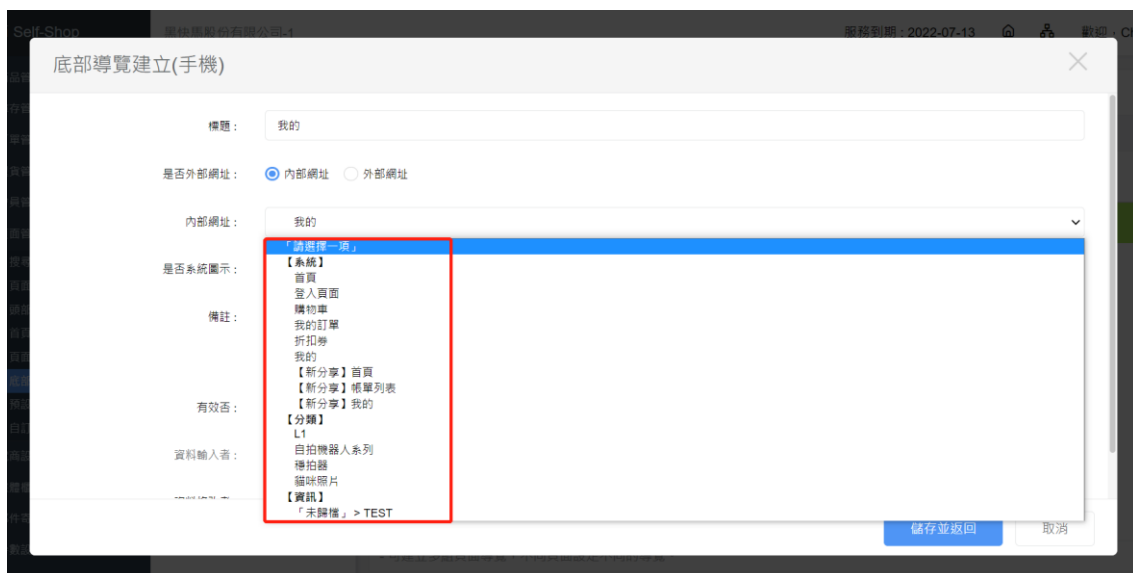 Self-Shop
黑快馬股份有限公司-1
服務到期：2022-07-13
歡迎，Ch
底部導覽建立(手機)
標題：
我的
是否外部網址：
內部網址
外部網址
內部網址：
我的
「請選擇一項」
是否系統圖示：
【系統】
首頁
登入頁面
購物車
備註：
我的訂單
折扣券
我的
【新分享】首頁
【新分享】帳單列表
有效否：
【新分享】我的
【分類】
L1
資料輸入者：
自拍機器人系列
穩拍器
貓咪照片
【資訊】
「未歸檔」> TEST
儲存並返回
取消